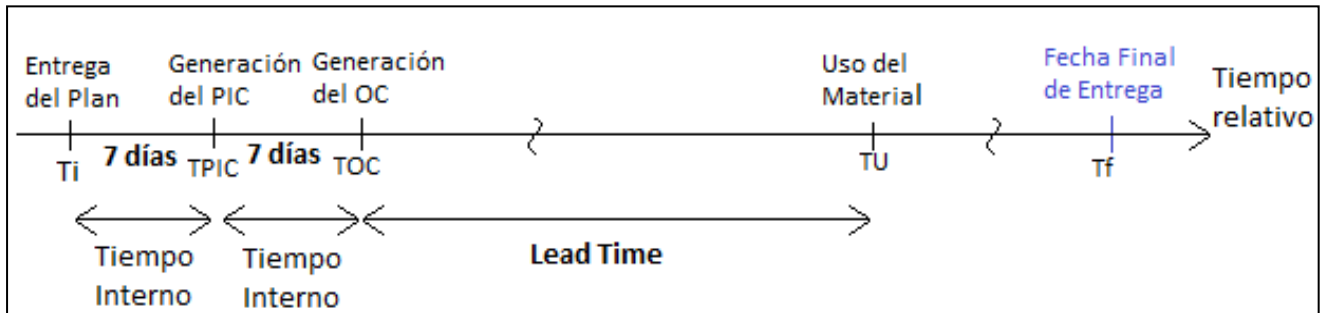 Entrega
del Plan
Generación
del PIC
Generación
del OC
Uso del
Material
Fecha Final
de Entrega
Tiempo
relativo
Ti
7 días
TPIC
7 días
TOC
TU
Tf
Tiempo
Interno
Tiempo
Interno
Lead Time